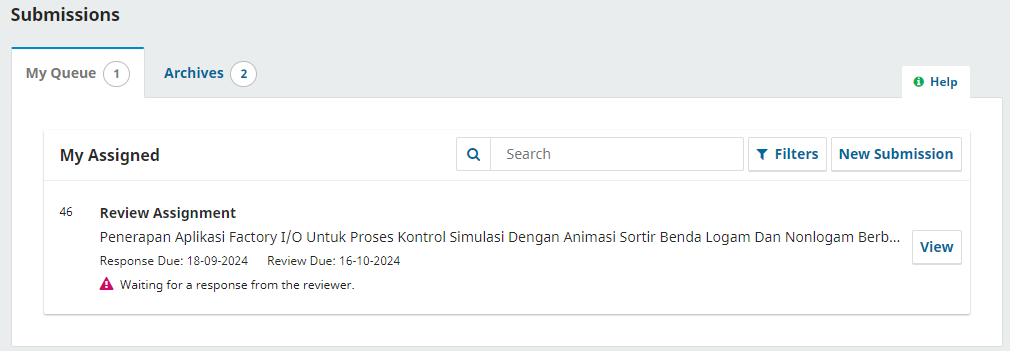 Submissions
My Queue 1 Archives 2
Help
My Assigned Search Filters New Submission
46 Review Assignment
Penerapan Aplikasi Factory I/O Untuk Proses Kontrol Simulasi Dengan Animasi Sortir Benda Logam Dan Nonlogam Berb...
View
Response Due: 18-09-2024 Review Due: 16-10-2024
Waiting for a response from the reviewer.